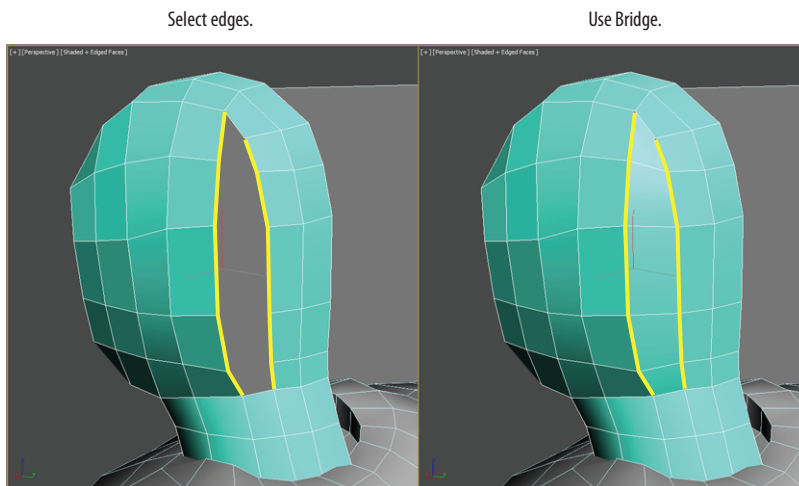 Select edges.
Use Bridge.
[+][Perspective][Shaded + Edged Faces]
[+][Perspective][Shaded + Edged Faces]